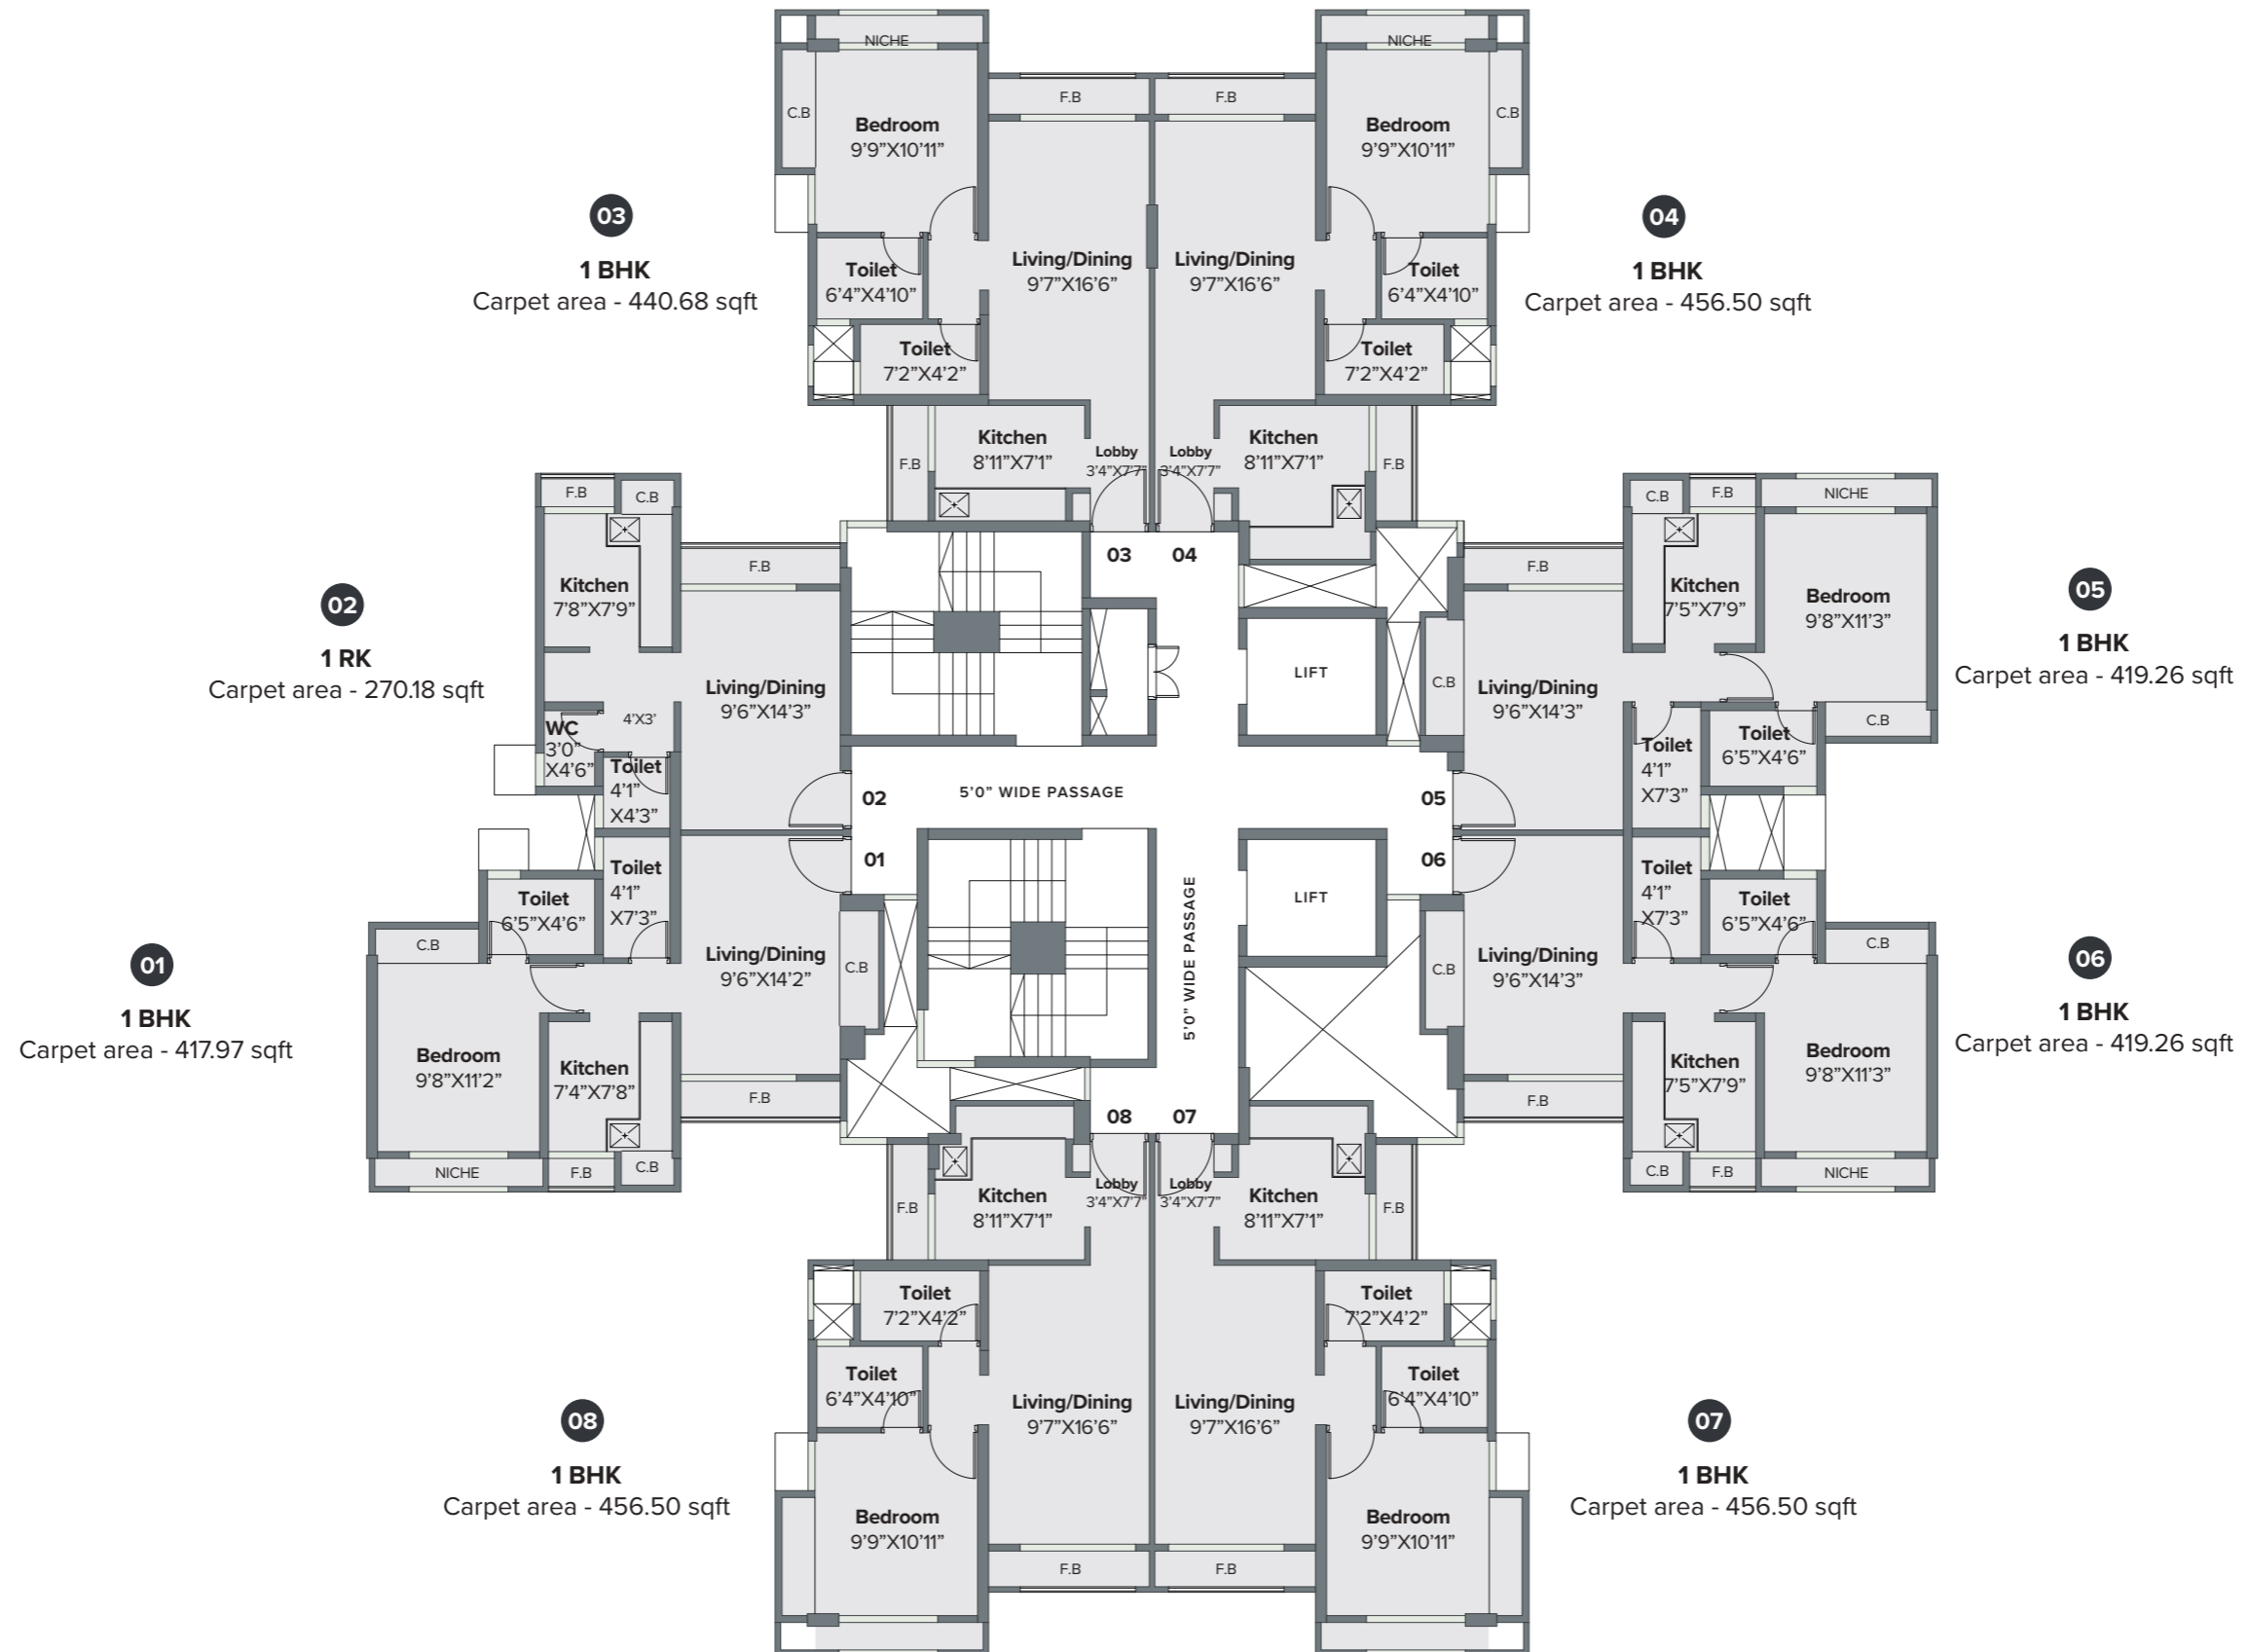 NICHE
C.B
Bedroom
9'9”X10'11”
F.B
Toilet
6'4”X4'10”
Toilet
7'2”X4'2”
Living/Dining
9'7”X16'6”
Kitchen
8'11”X7'1”
F.B
Lobby
3'4”X7'7”
03
1 BHK
Carpet area - 440.68 sqft
NICHE
C.B
Bedroom
9'9”X10'11”
F.B
Living/Dining
9'7”X16'6”
Toilet
6'4”X4'10”
Toilet
7'2”X4'2”
Lobby
3'4”X7'7”
Kitchen
8'11”X7'1”
F.B
04
1 BHK
Carpet area - 456.50 sqft
03
04
02
1 RK
Carpet area - 270.18 sqft
F.B
C.B
Kitchen
7'8”X7'9”
F.B
Living/Dining
9'6”X14'3”
4'X3'
WC
3'0”
X4'6”
Toilet
4'1”
X4'3”
02
5'0” WIDE PASSAGE
LIFT
05
C.B
F.B
Living/Dining
9'6”X14'3”
C.B
F.B
NICHE
Kitchen
7'5”X7'9”
Bedroom
9'8”X11'3”
C.B
Toilet
4'1”
X7'3”
Toilet
6'5”X4'6”
05
1 BHK
Carpet area - 419.26 sqft
01
1 BHK
Carpet area - 417.97 sqft
01
Toilet
4'1”
X7'3”
Toilet
6'5”X4'6”
C.B
Living/Dining
9'6”X14'2”
C.B
Bedroom
9'8”X11'2”
Kitchen
7'4”X7'8”
F.B
NICHE
F.B
C.B
5'0” WIDE PASSAGE
LIFT
06
Toilet
4'1”
X7'3”
Toilet
6'5”X4'6”
C.B
C.B
Living/Dining
9'6”X14'3”
Kitchen
7'5”X7'9”
Bedroom
9'8”X11'3”
F.B
C.B
F.B
NICHE
06
1 BHK
Carpet area - 419.26 sqft
08
07
F.B
Kitchen
8'11”X7'1”
Lobby
3'4”X7'7”
Toilet
7'2”X4'2”
Toilet
6'4”X4'10”
Living/Dining
9'7”X16'6”
Bedroom
9'9”X10'11”
F.B
08
1 BHK
Carpet area - 456.50 sqft
Lobby
3'4”X7'7”
Kitchen
8'11”X7'1”
F.B
Toilet
7'2”X4'2”
Toilet
6'4”X4'10”
Living/Dining
9'7”X16'6”
Bedroom
9'9”X10'11”
F.B
07
1 BHK
Carpet area - 456.50 sqft